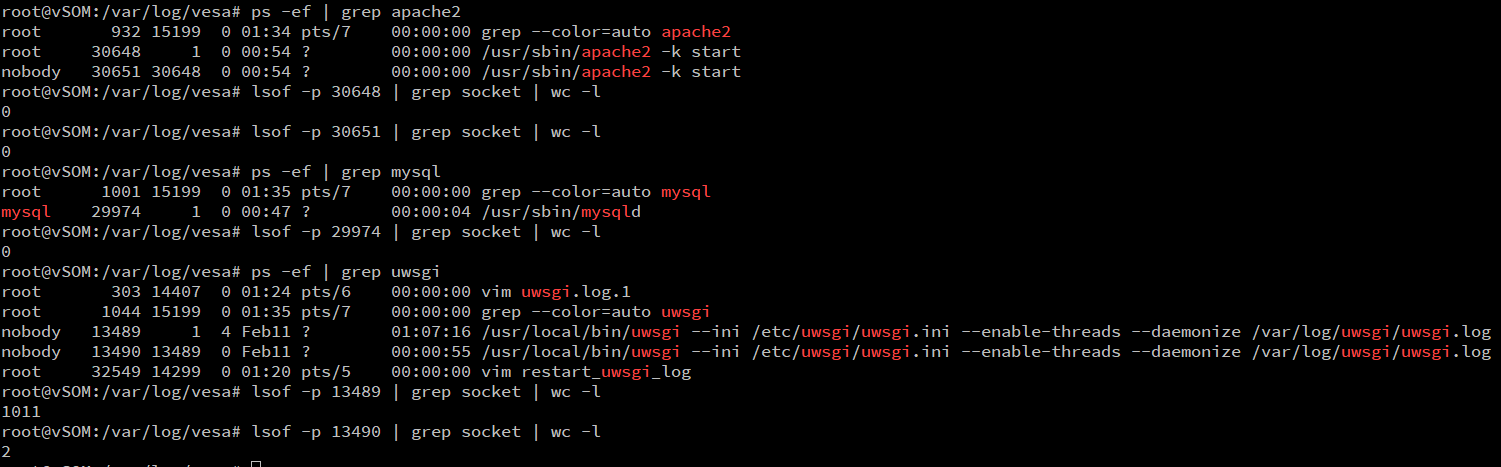 root@vSOM:/var/log/vesa# ps -ef | grep apache2
root       932 15199  0 01:34 pts/7    00:00:00 grep --color=auto apache2
root     30648     1  0 00:54 ?        00:00:00 /usr/sbin/apache2 -k start
nobody   30651 30648  0 00:54 ?        00:00:00 /usr/sbin/apache2 -k start
root@vSOM:/var/log/vesa# lsof -p 30648 | grep socket | wc -l
0
root@vSOM:/var/log/vesa# lsof -p 30651 | grep socket | wc -l
0
root@vSOM:/var/log/vesa# ps -ef | grep mysql
root      1001 15199  0 01:35 pts/7    00:00:00 grep --color=auto mysql
mysql    29974     1  0 00:47 ?        00:00:04 /usr/sbin/mysqld
root@vSOM:/var/log/vesa# lsof -p 29974 | grep socket | wc -l
0
root@vSOM:/var/log/vesa# ps -ef | grep uwsgi
root       303 14407  0 01:24 pts/6    00:00:00 vim uwsgi.log.1
root      1044 15199  0 01:35 pts/7    00:00:00 grep --color=auto uwsgi
nobody   13489     1  4 Feb11 ?        01:07:16 /usr/local/bin/uwsgi --ini /etc/uwsgi/uwsgi.ini --enable-threads --daemonize /var/log/uwsgi/uwsgi.log
nobody   13490 13489  0 Feb11 ?        00:00:55 /usr/local/bin/uwsgi --ini /etc/uwsgi/uwsgi.ini --enable-threads --daemonize /var/log/uwsgi/uwsgi.log
root     32549 14299  0 01:20 pts/5    00:00:00 vim restart_uwsgi_log
root@vSOM:/var/log/vesa# lsof -p 13489 | grep socket | wc -l
1011
root@vSOM:/var/log/vesa# lsof -p 13490 | grep socket | wc -l
2
root@vSOM:/var/log/vesa#